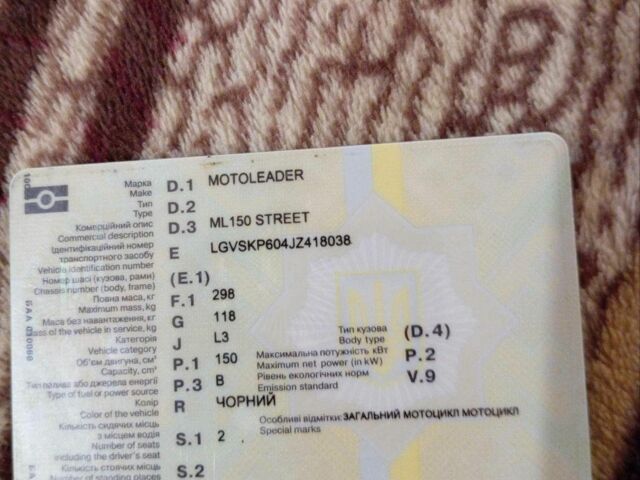 Марка
Make
D.1 MOTOLEADER
Тип
Type
D.2
Комерційний опис
Commercial description
D.3 ML150 STREET
Ідентифікаційний номер
транспортного засобу
Vehicle identification number
E LGVSKP604JZ418038
Номер шасі (кузова, рами)
Chassis number (body, frame)
(E.1)
Повна маса, кг
Maximum mass, kg
F.1 298
Маса без навантаження, кг
Mass of the vehicle in service, kg
G 118
Категорія
Vehicle category
J L3
Об'єм двигуна, см³
Capacity, cm³
P.1 150
Тип палива або джерела енергії
Type of fuel or power source
P.3 B
Колір
Color of the vehicle
R ЧОРНИЙ
Кількість сидячих місць
з місцем водія
Number of seats
including the driver's seat
S.1 2
Кількість стоячих місць
Number of standing places
S.2
Тип кузова
Body type
(D.4)
Максимальна потужність кВт
Maximum net power (in kW)
P.2
Рівень екологічних норм
Emission standard
V.9
Особливі відмітки: ЗАГАЛЬНИЙ МОТОЦИКЛ МОТОЦИКЛ
Special marks